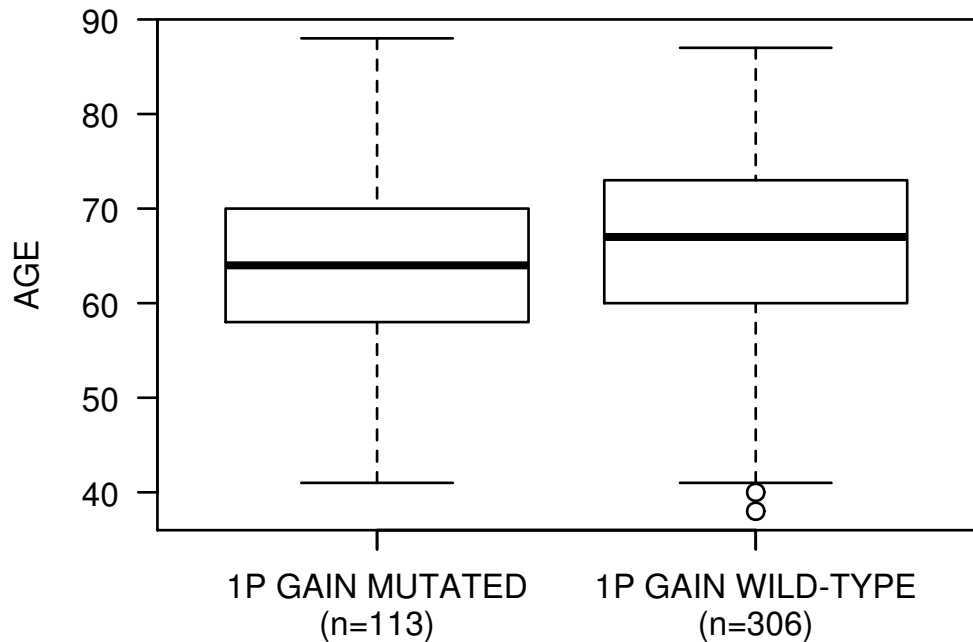 AGE
90
80
70
60
50
40
1P GAIN MUTATED
(n=113)
1P GAIN WILD-TYPE
(n=306)